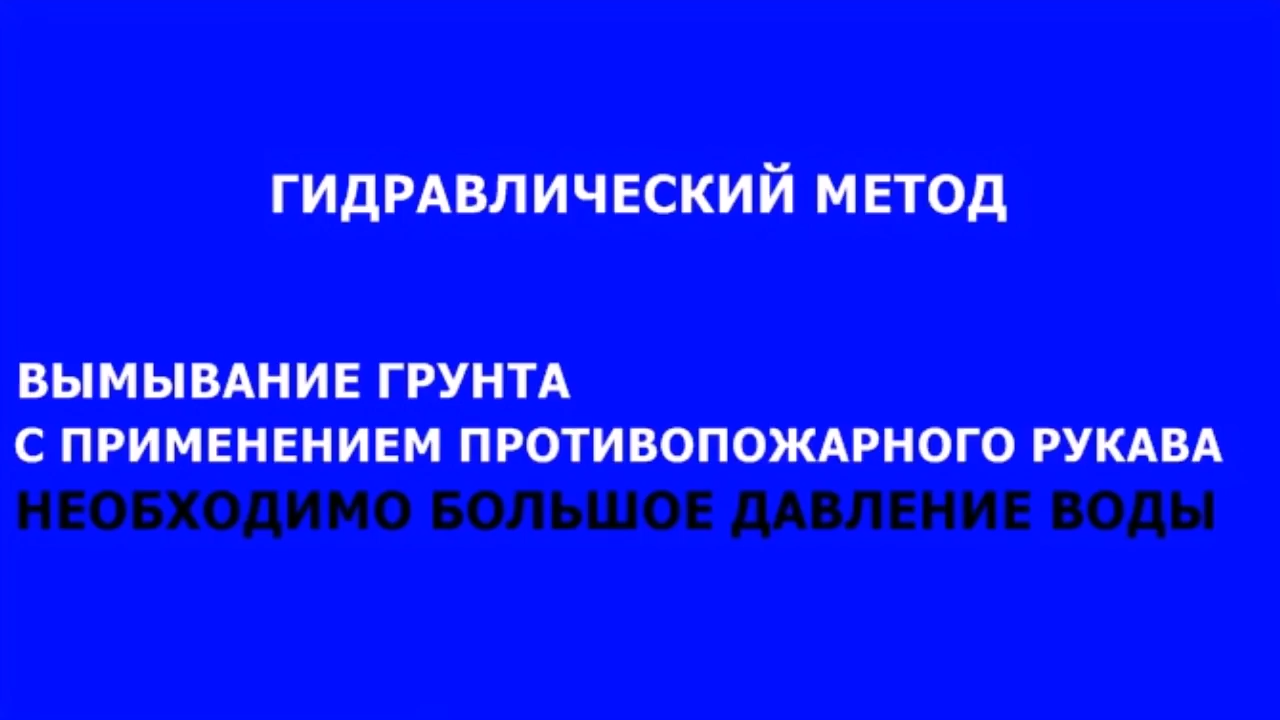 ГИДРАВЛИЧЕСКИЙ МЕТОД
ВЫМЫВАНИЕ ГРУНТА
С ПРИМЕНЕНИЕМ ПРОТИВОПОЖАРНОГО РУКАВА
НЕОБХОДИМО БОЛЬШОЕ ДАВЛЕНИЕ ВОДЫ